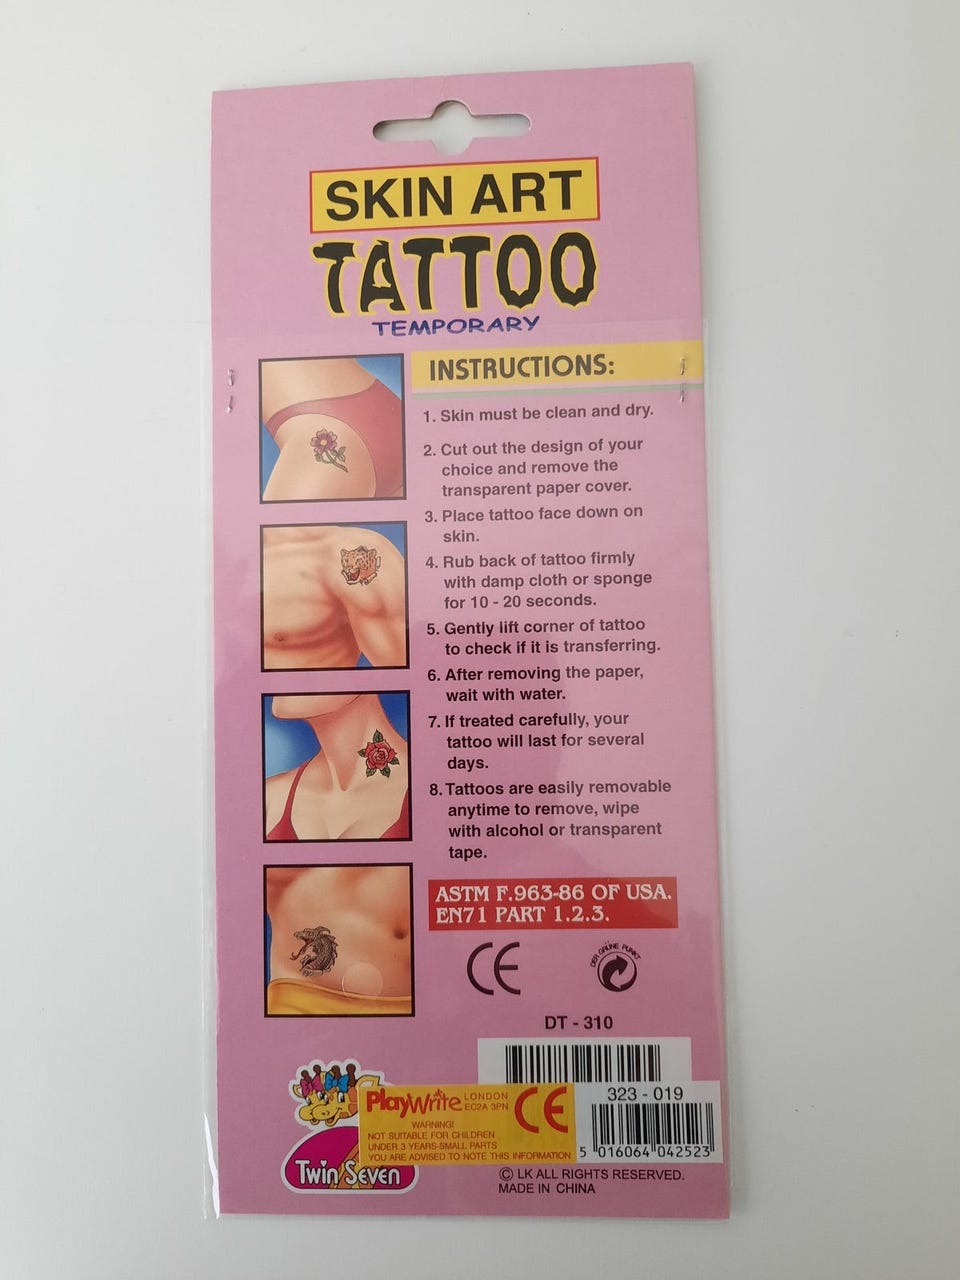 SKIN ART
TATTOO
TEMPORARY
INSTRUCTIONS:
1. Skin must be clean and dry.
2. Cut out the design of your
choice and remove the
transparent paper cover.
3. Place tattoo face down on
skin.
4. Rub back of tattoo firmly
with damp cloth or sponge
for 10 - 20 seconds.
5. Gently lift corner of tattoo
to check if it is transferring.
6. After removing the paper,
wait with water.
7. If treated carefully, your
tattoo will last for several
days.
8. Tattoos are easily removable
anytime to remove, wipe
with alcohol or transparent
tape.
ASTM F.963-86 OF USA.
EN71 PART 1.2.3.
CE
DER GRÜNE PUNKT
DT - 310
PlayWrite LONDON
EC2A 3PN
CE
WARNING!
NOT SUITABLE FOR CHILDREN
UNDER 3 YEARS-SMALL PARTS
YOU ARE ADVISED TO NOTE THIS INFORMATION
323 - 019
5 016064 042523
Twin Seven
© LK ALL RIGHTS RESERVED.
MADE IN CHINA